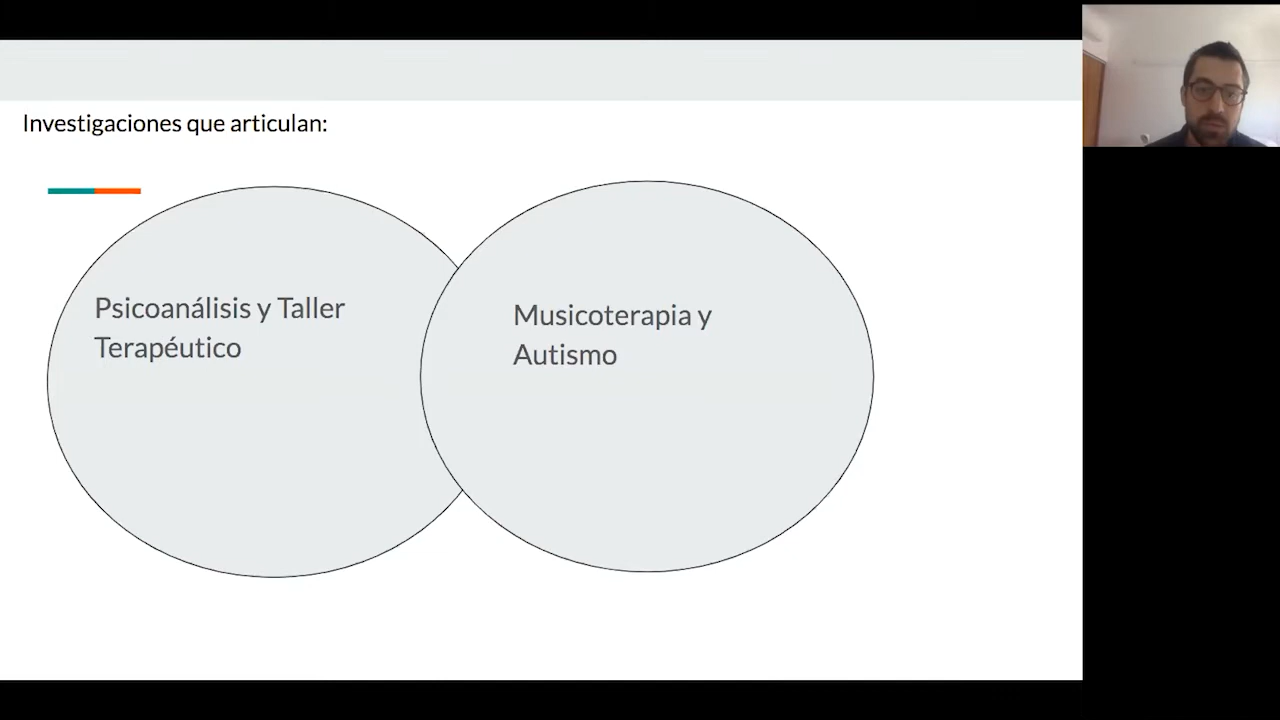 Investigaciones que articulan:
Psicoanálisis y Taller
Terapéutico
Musicoterapia y
Autismo